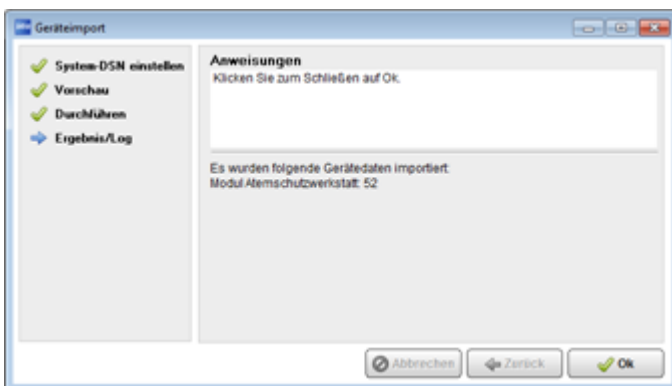 Geräteimport
System-DSN einstellen
Vorschau
Durchführen
Ergebnis/Log
Anweisungen
Klicken Sie zum Schließen auf Ok.
Es wurden folgende Gerätedaten importiert:
Modul Atemschutzwerkstatt: 52
Abbrechen
Zurück
Ok